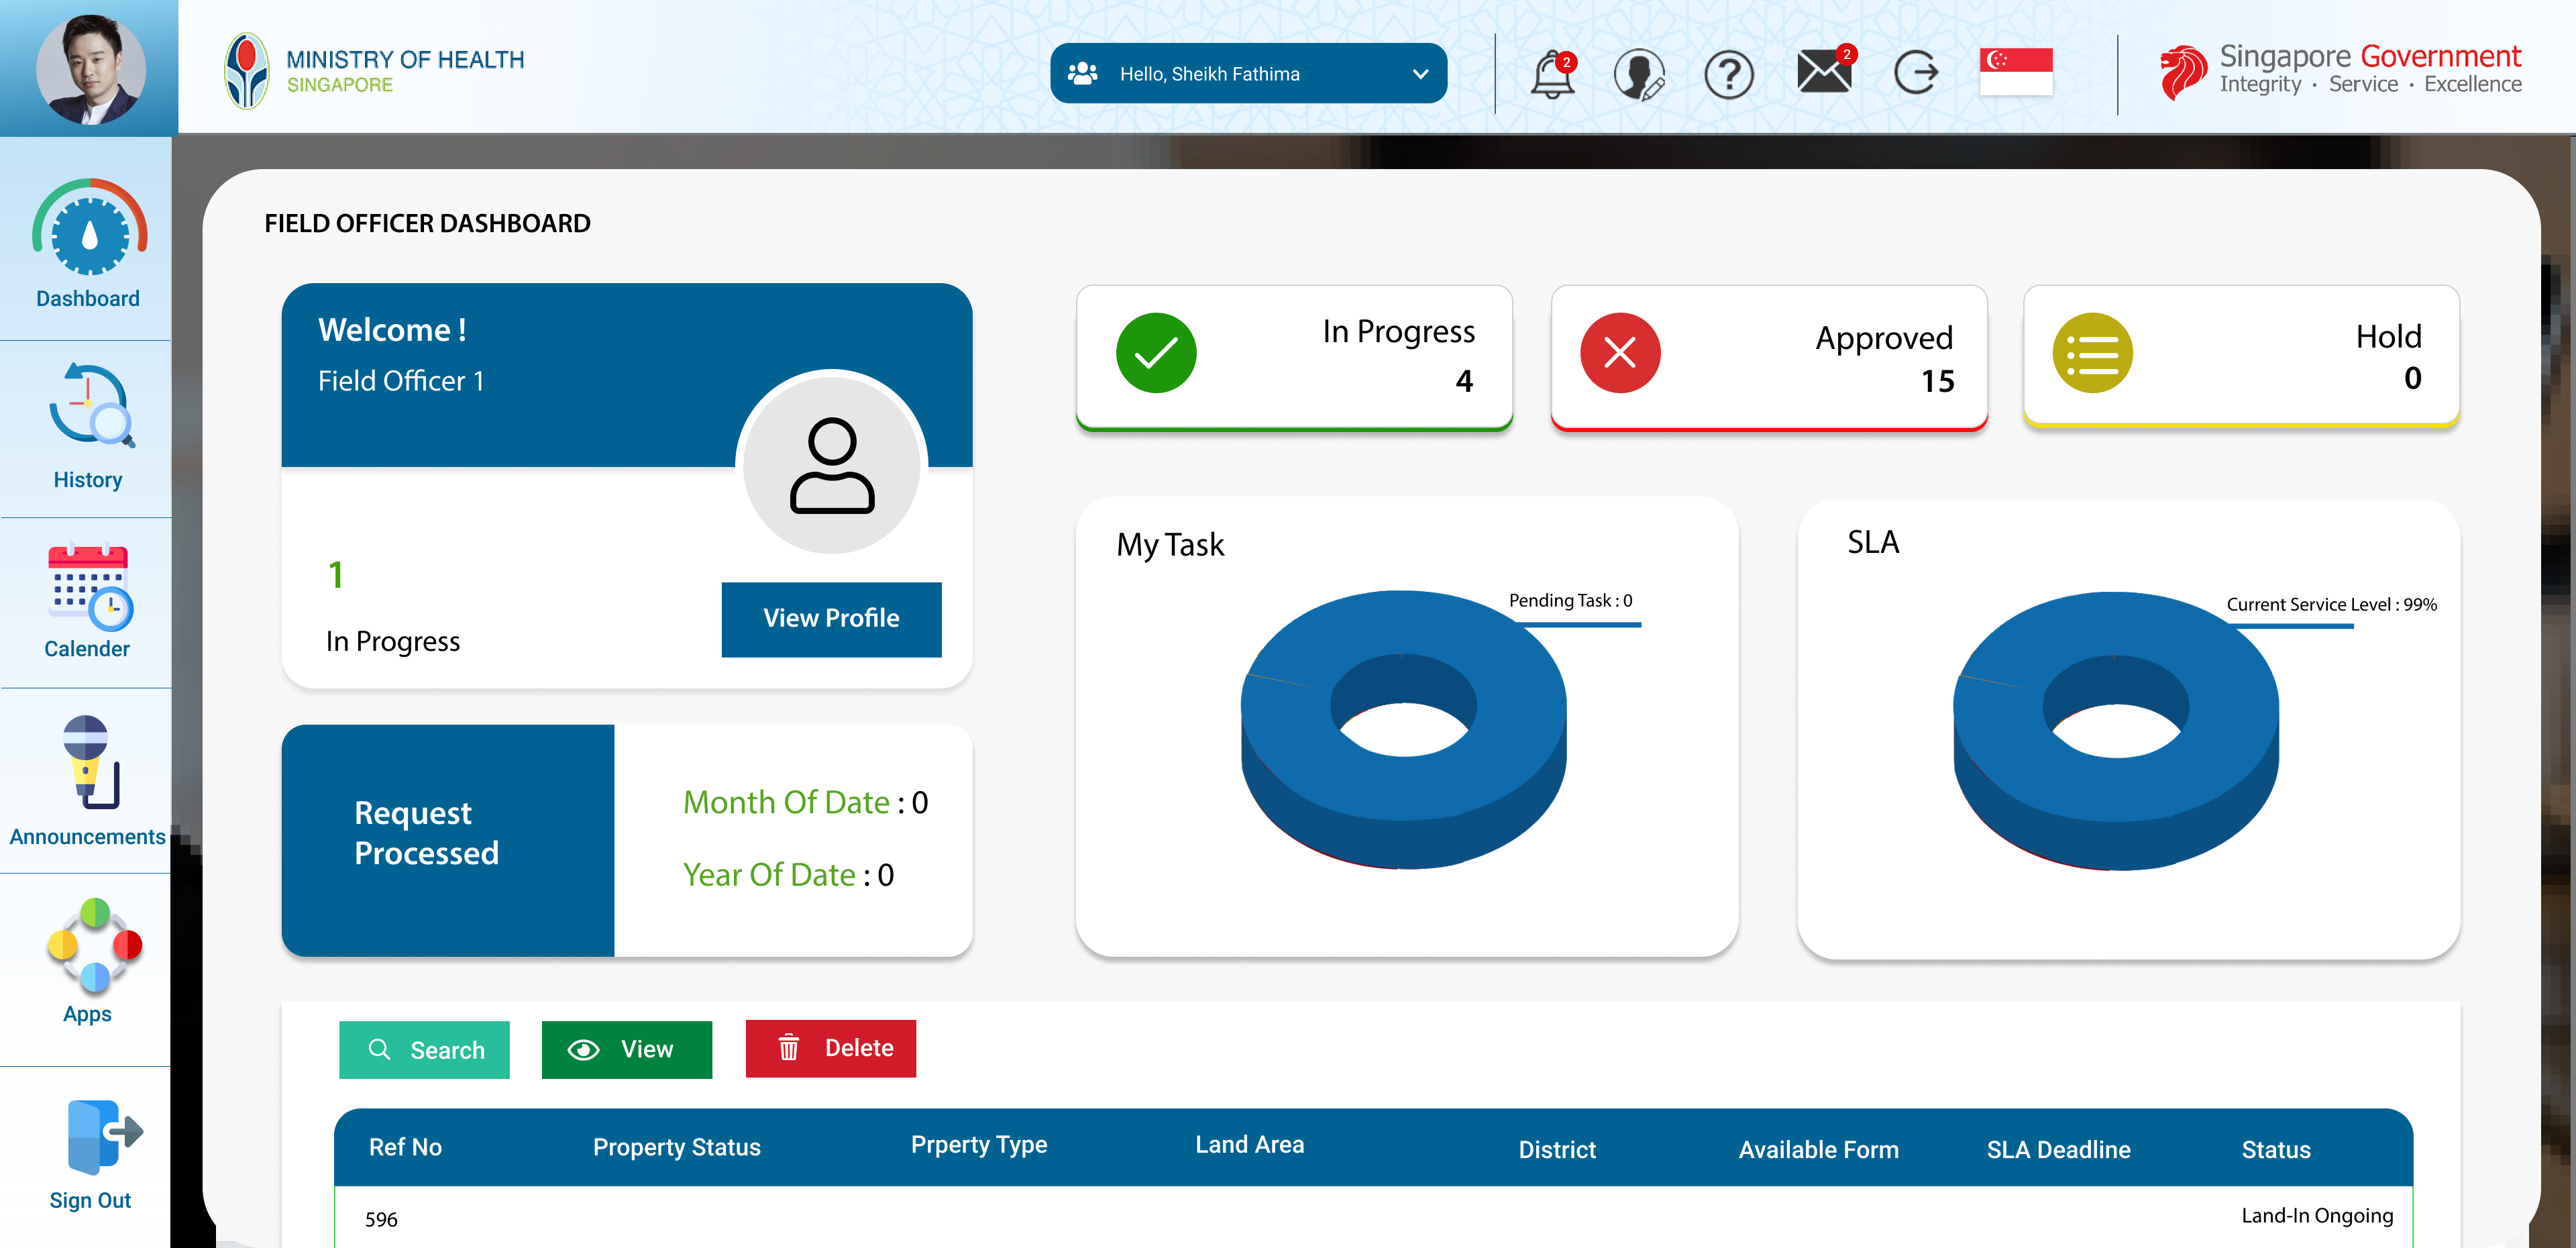 MINISTRY OF HEALTH
SINGAPORE
Hello, Sheikh Fathima
2
2
Singapore Government
Integrity · Service · Excellence
Dashboard
History
Calender
Announcements
Apps
Sign Out
FIELD OFFICER DASHBOARD
Welcome !
Field Officer 1
1
In Progress
View Profile
In Progress
4
Approved
15
Hold
0
Request
Processed
Month Of Date : 0
Year Of Date : 0
My Task
Pending Task : 0
SLA
Current Service Level : 99%
Search
View
Delete
Ref No
Property Status
Prperty Type
Land Area
District
Available Form
SLA Deadline
Status
596
Land-In Ongoing